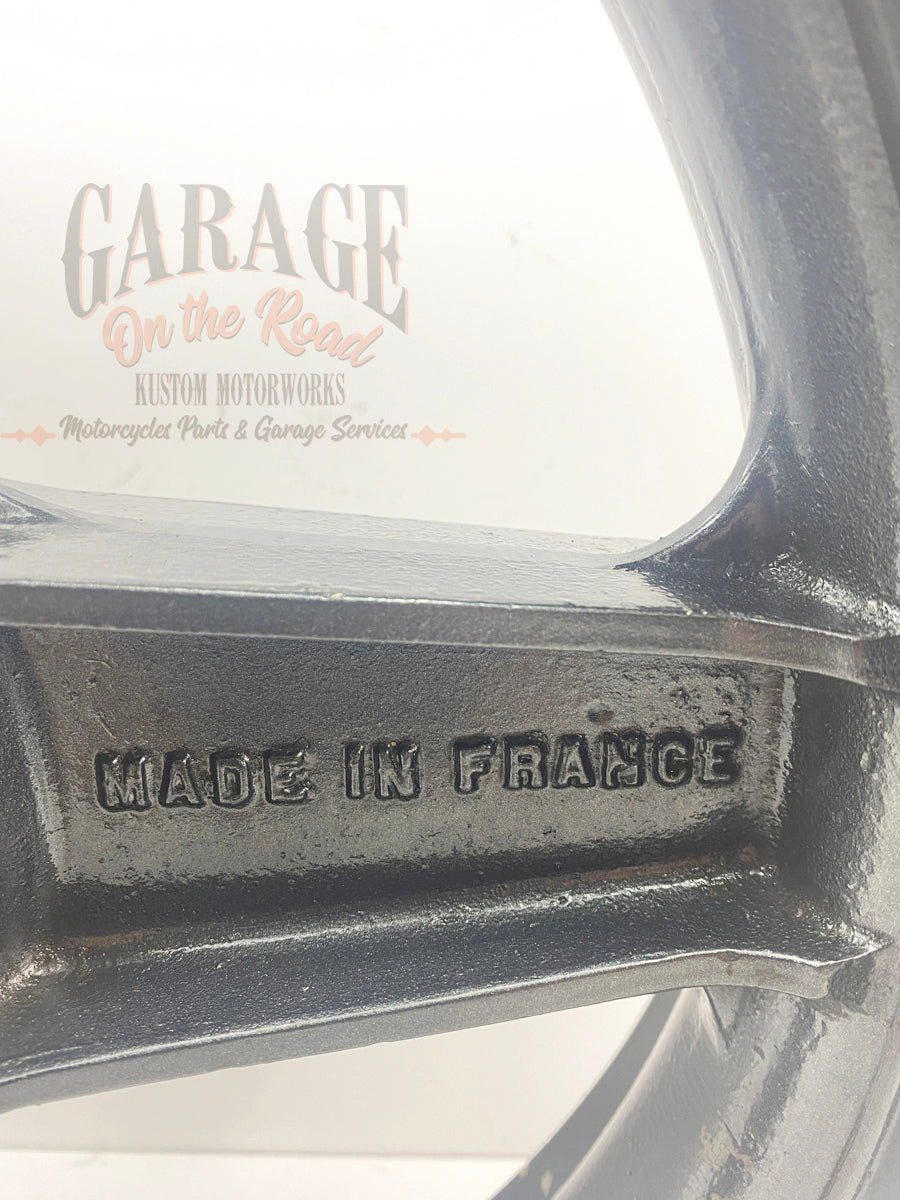 GARAGE
On the Road
KUSTOM MOTORWORKS
Motorcycles Parts & Garage Services
MADE IN FRANCE